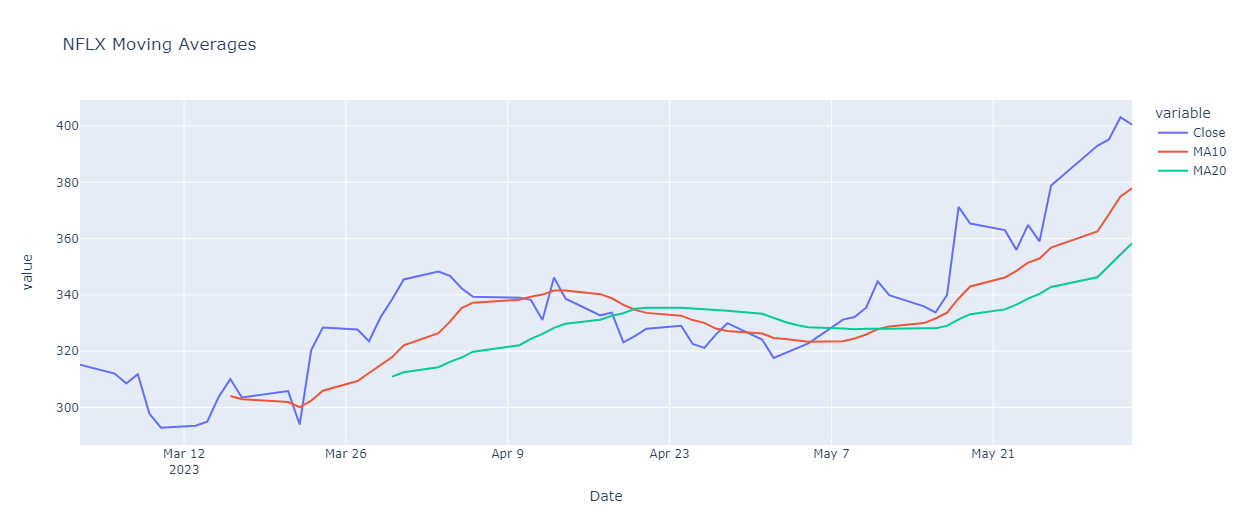 NFLX Moving Averages
variable
Close
MA10
MA20
value
400
380
360
340
320
300
Mar 12
2023
Mar 26
Apr 9
Apr 23
May 7
May 21
Date